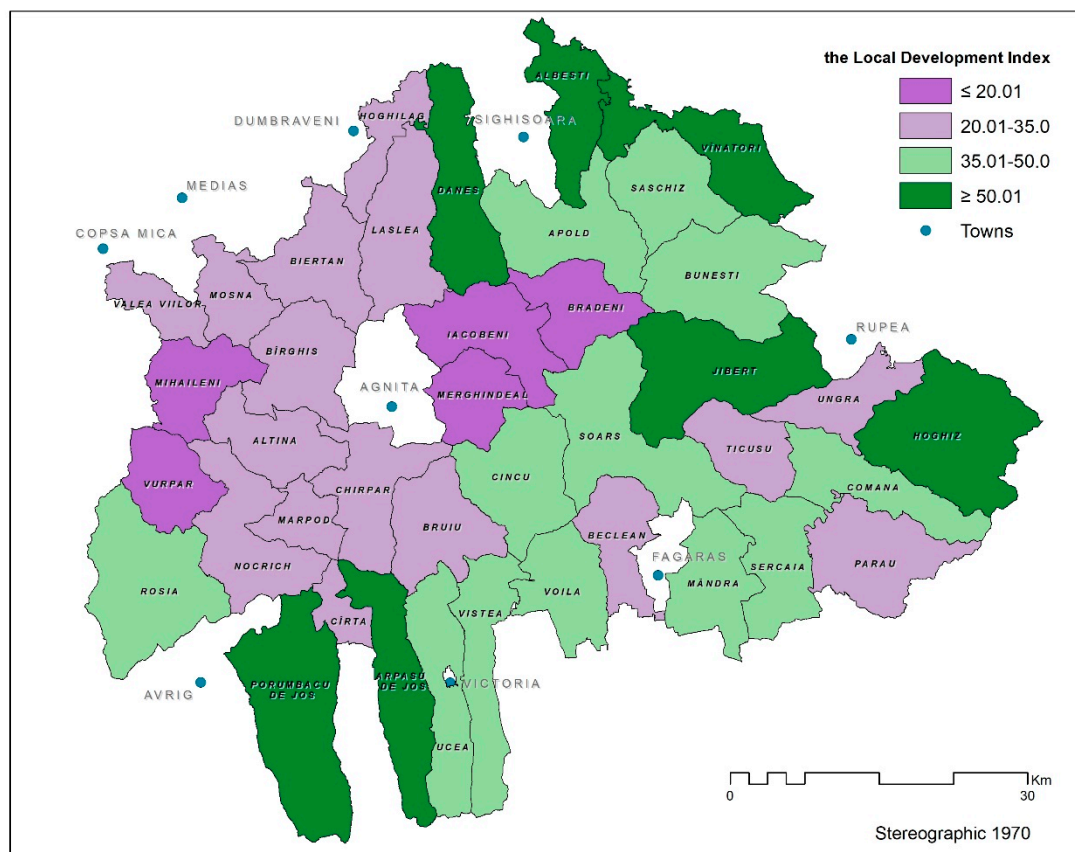 the Local Development Index
≤ 20.01
20.01-35.0
35.01-50.0
≥ 50.01
Towns
ALBESTI
HOGHILAG
DUMBRAVENI
7SIGHISOARA
VÎNATORI
MEDIAS
DANES
SASCHIZ
LASLEA
APOLD
COPSA MICA
BIERTAN
BUNESTI
VALEA VIILOR
MOSNA
BRADENI
IACOBENI
RUPEA
BÎRGHIS
MIHAILENI
JIBERT
AGNITA
MERGHINDEAL
UNGRA
ALTINA
SOARS
HOGHIZ
TICUSU
VURPAR
CINCU
COMANA
CHIRPAR
MARPOD
BRUIU
BECLEAN
FAGARAS
NOCRICH
SERCAIA
PARAU
MÂNDRA
ROSIA
VOILA
VISTEA
CÎRTA
ARPASU
DE JOS
PORUMBACU
DE JOS
VICTORIA
AVRIG
UCEA
Km
0
30
Stereographic 1970